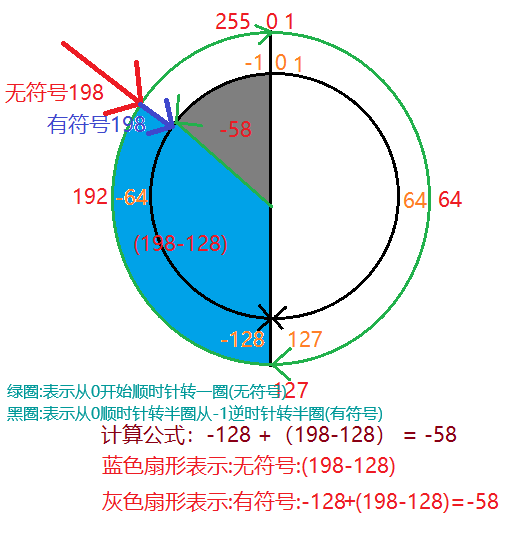 255 0 1
-1 0 1
无符号198
有符号198
-58
192 -64
64 64
(198-128)
-128 127
127
绿圈:表示从0开始顺时针转一圈(无符号)
黑圈:表示从0顺时针转半圈从-1逆时针转半圈(有符号)
计算公式：-128 +（198-128） = -58
蓝色扇形表示:无符号:(198-128)
灰色扇形表示:有符号:-128+(198-128)=-58